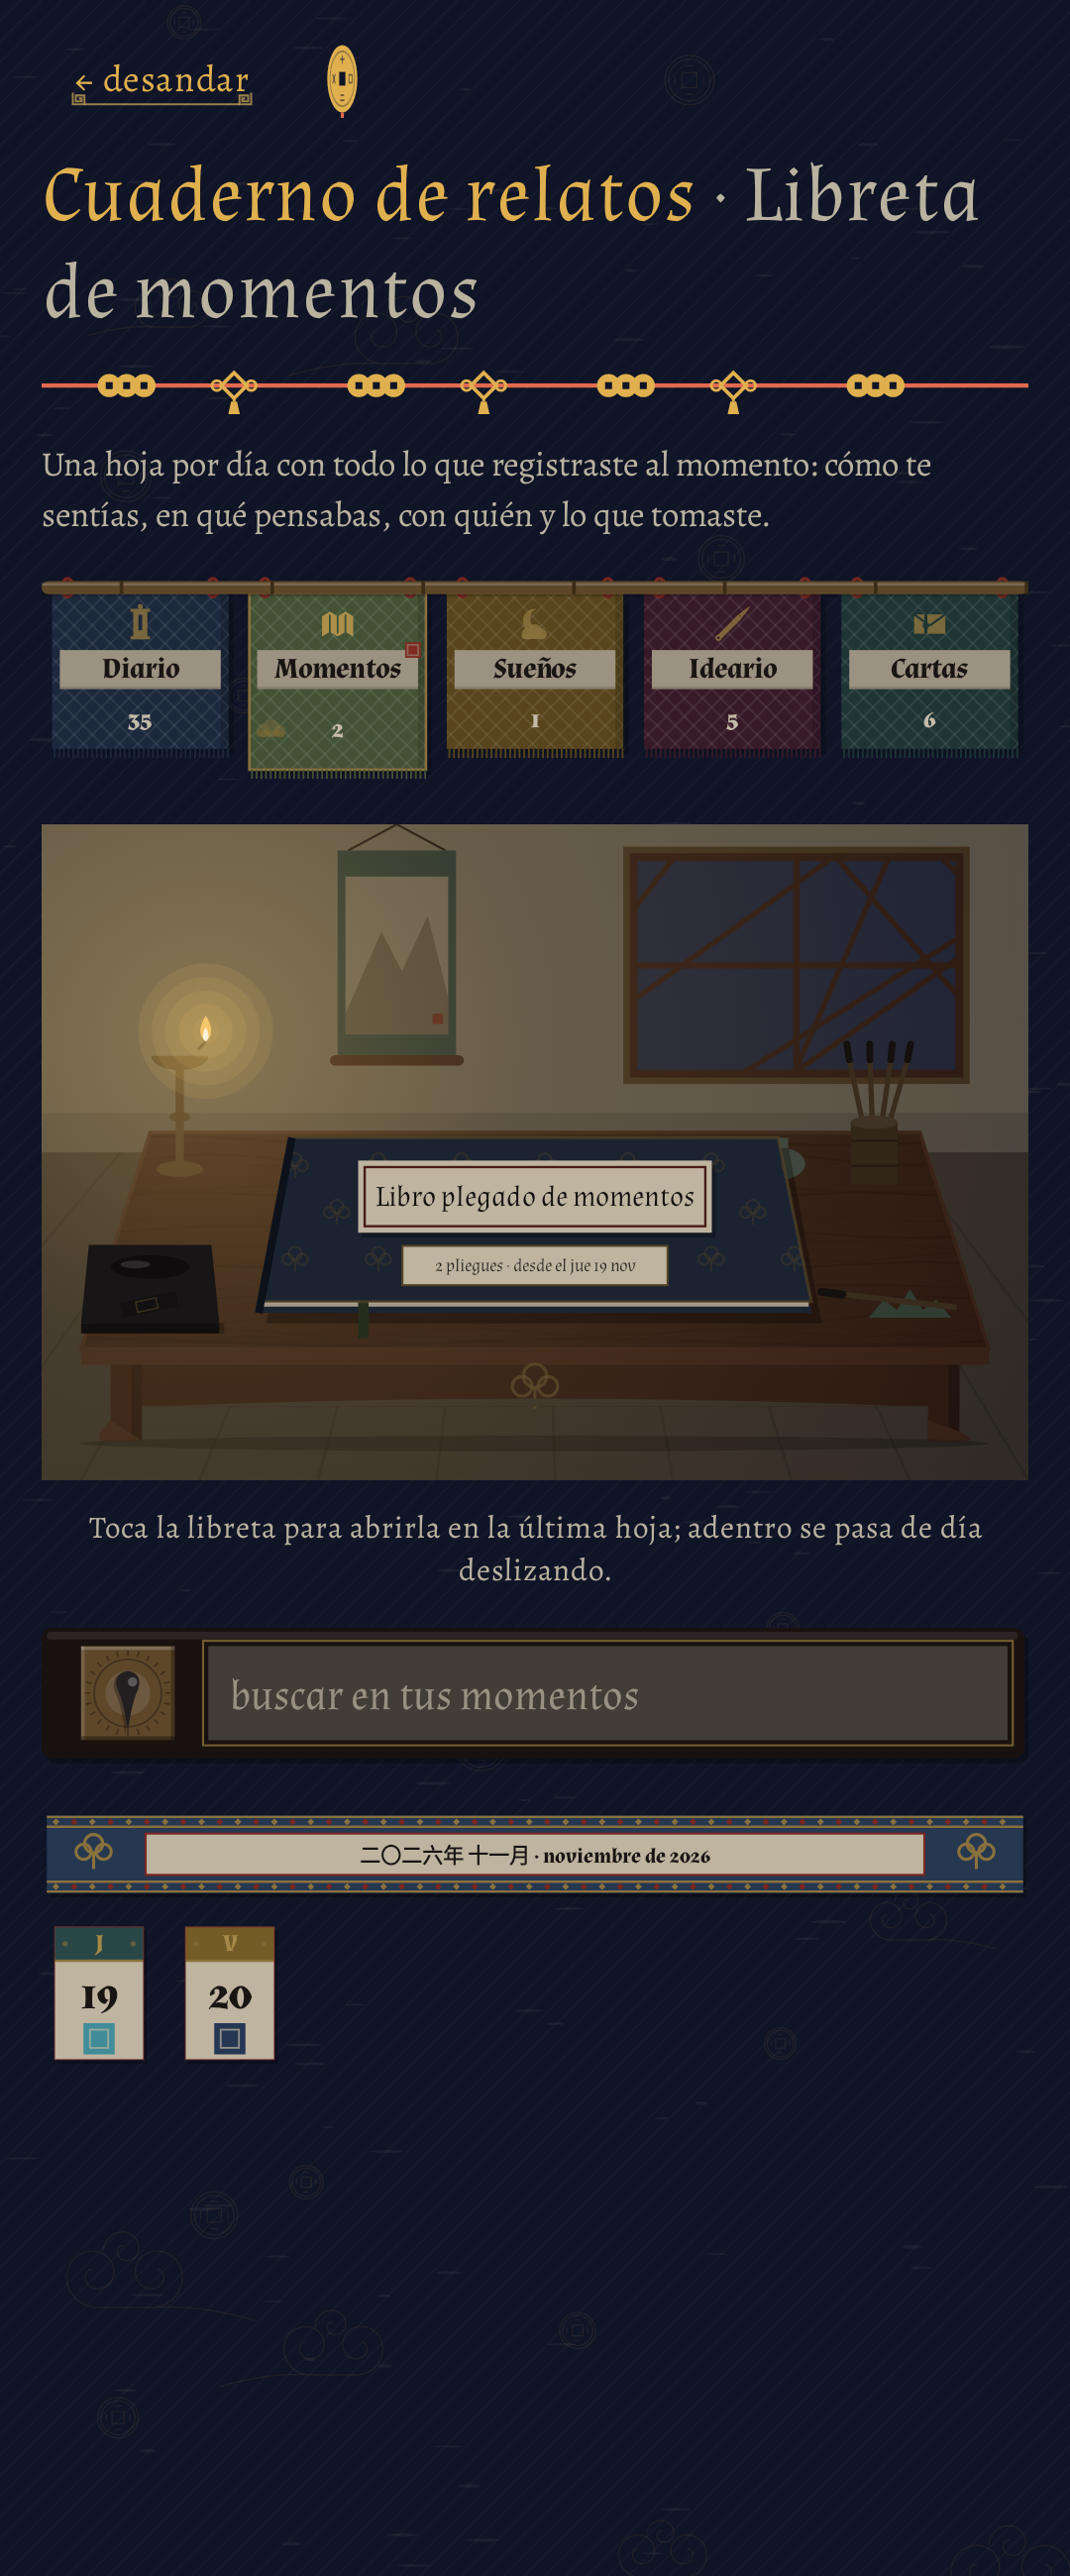 ← desandar
Cuaderno de relatos · Libreta
de momentos
Una hoja por día con todo lo que registraste al momento: cómo te
sentías, en qué pensabas, con quién y lo que tomaste.
Diario
35
Momentos
2
Sueños
1
Ideario
5
Cartas
6
Libro plegado de momentos
2 pliegues · desde el jue 19 nov
Toca la libreta para abrirla en la última hoja; adentro se pasa de día
deslizando.
buscar en tus momentos
二〇二六年 十一月 · noviembre de 2026
J
19
V
20